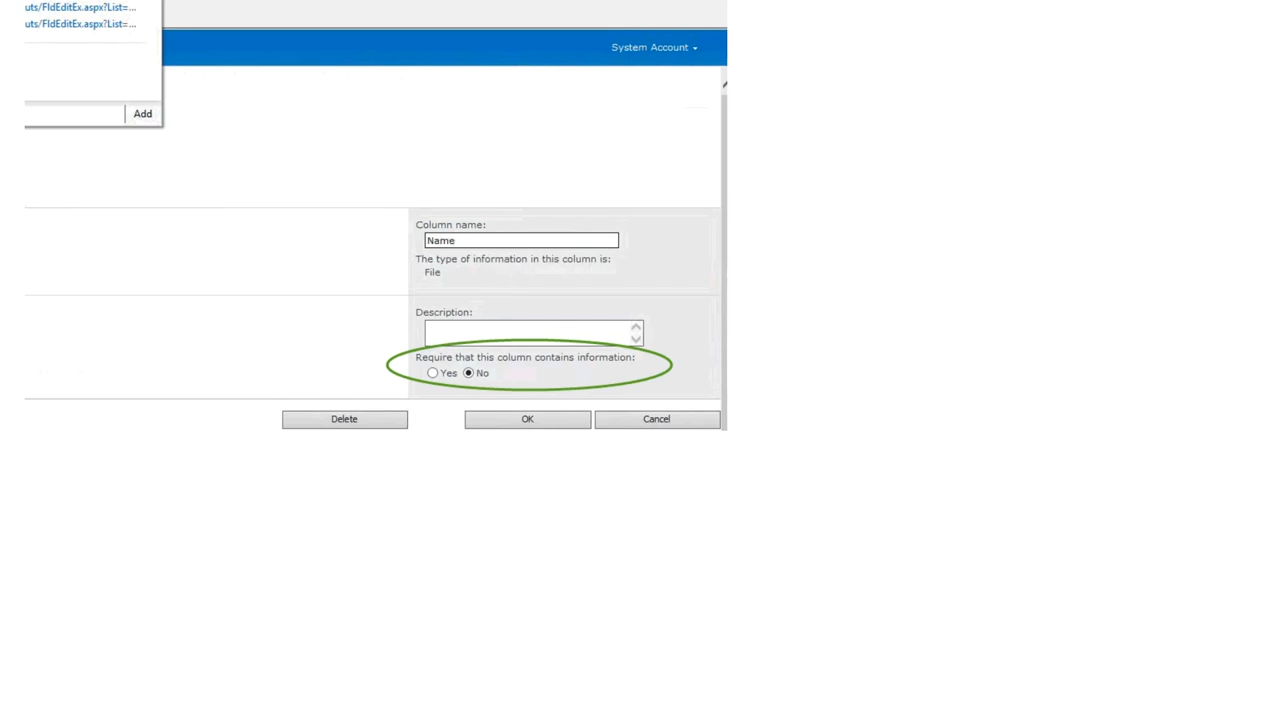 uts/FldEditEx.aspx?List=...
uts/FldEditEx.aspx?List=...
System Account
Add
Column name:
Name
The type of information in this column is:
File
Description:
Require that this column contains information:
Yes No
Delete OK Cancel